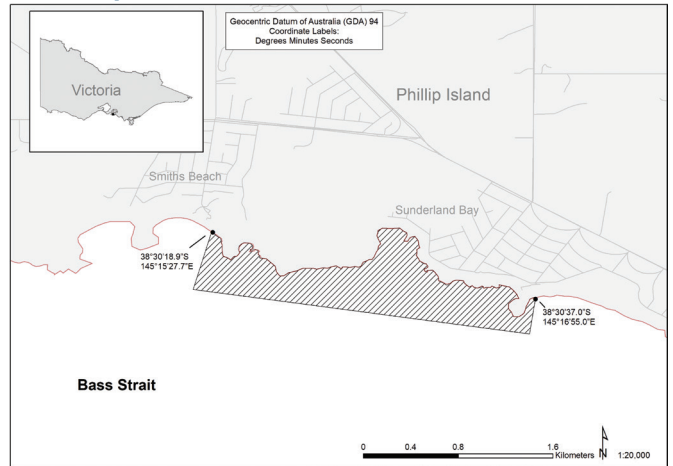 Geocentric Datum of Australia (GDA) 94
Coordinate Labels:
Degrees Minutes Seconds
Victoria
Phillip Island
Smiths Beach
Sunderland Bay
38°30'18.9"S
145°15'27.7"E
38°30'37.0"S
145°16'55.0"E
Bass Strait
0 0.4 0.8 1.6
Kilometers
N
1:20,000